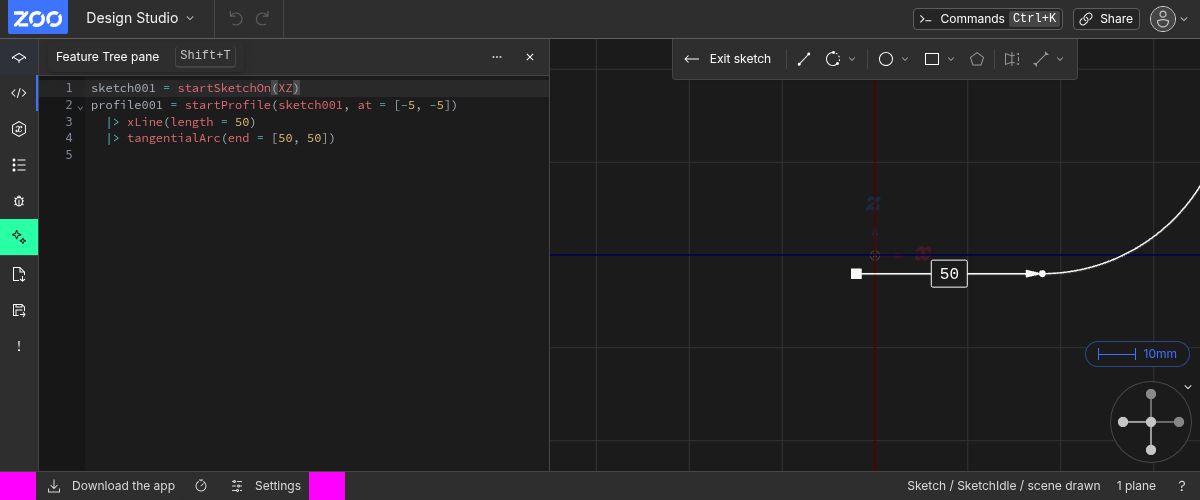 ZOO Design Studio Commands Ctrl+K Share
Feature Tree pane Shift+T Exit sketch
1 sketch001 = startSketchOn(XZ)
2 profile001 = startProfile(sketch001, at = [-5, -5])
3 |> xLine(length = 50)
4 |> tangentialArc(end = [50, 50])
5
Z
X
50
10mm
Download the app Settings Sketch / SketchIdle / scene drawn 1 plane ?